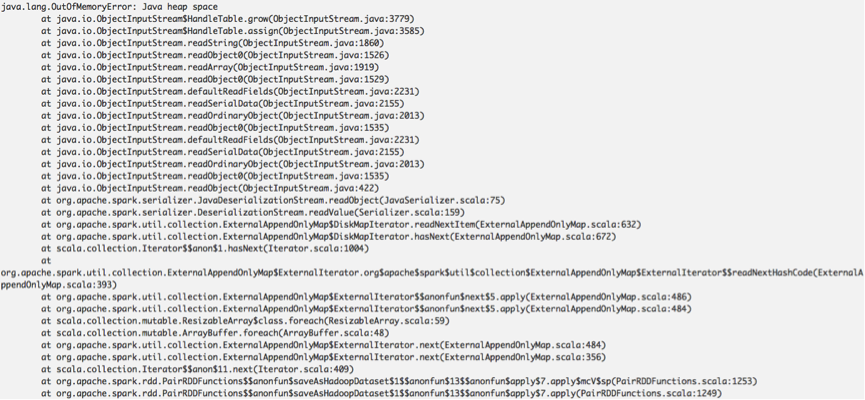 java.lang.OutOfMemoryError: Java heap space
at java.io.ObjectInputStream$HandleTable.grow(ObjectInputStream.java:3779)
at java.io.ObjectInputStream$HandleTable.assign(ObjectInputStream.java:3585)
at java.io.ObjectInputStream.readString(ObjectInputStream.java:1860)
at java.io.ObjectInputStream.readObject0(ObjectInputStream.java:1526)
at java.io.ObjectInputStream.readArray(ObjectInputStream.java:1919)
at java.io.ObjectInputStream.readObject0(ObjectInputStream.java:1529)
at java.io.ObjectInputStream.defaultReadFields(ObjectInputStream.java:2231)
at java.io.ObjectInputStream.readSerialData(ObjectInputStream.java:2155)
at java.io.ObjectInputStream.readOrdinaryObject(ObjectInputStream.java:2013)
at java.io.ObjectInputStream.readObject0(ObjectInputStream.java:1535)
at java.io.ObjectInputStream.defaultReadFields(ObjectInputStream.java:2231)
at java.io.ObjectInputStream.readSerialData(ObjectInputStream.java:2155)
at java.io.ObjectInputStream.readOrdinaryObject(ObjectInputStream.java:2013)
at java.io.ObjectInputStream.readObject0(ObjectInputStream.java:1535)
at java.io.ObjectInputStream.readObject(ObjectInputStream.java:422)
at org.apache.spark.serializer.JavaDeserializationStream.readObject(JavaSerializer.scala:75)
at org.apache.spark.serializer.DeserializationStream.readValue(Serializer.scala:159)
at org.apache.spark.util.collection.ExternalAppendOnlyMap$DiskMapIterator.readNextItem(ExternalAppendOnlyMap.scala:632)
at org.apache.spark.util.collection.ExternalAppendOnlyMap$DiskMapIterator.hasNext(ExternalAppendOnlyMap.scala:672)
at scala.collection.Iterator$$anon$1.hasNext(Iterator.scala:1004)
at
org.apache.spark.util.collection.ExternalAppendOnlyMap$ExternalIterator.org$apache$spark$util$collection$ExternalAppendOnlyMap$ExternalIterator$$readNextHashCode(ExternalA
ppendOnlyMap.scala:393)
at org.apache.spark.util.collection.ExternalAppendOnlyMap$ExternalIterator$$anonfun$next$5.apply(ExternalAppendOnlyMap.scala:486)
at org.apache.spark.util.collection.ExternalAppendOnlyMap$ExternalIterator$$anonfun$next$5.apply(ExternalAppendOnlyMap.scala:484)
at scala.collection.mutable.ResizableArray$class.foreach(ResizableArray.scala:59)
at scala.collection.mutable.ArrayBuffer.foreach(ArrayBuffer.scala:48)
at org.apache.spark.util.collection.ExternalAppendOnlyMap$ExternalIterator.next(ExternalAppendOnlyMap.scala:484)
at org.apache.spark.util.collection.ExternalAppendOnlyMap$ExternalIterator.next(ExternalAppendOnlyMap.scala:356)
at scala.collection.Iterator$$anon$11.next(Iterator.scala:409)
at org.apache.spark.rdd.PairRDDFunctions$$anonfun$saveAsHadoopDataset$1$$anonfun$13$$anonfun$apply$7.apply$mcV$sp(PairRDDFunctions.scala:1253)
at org.apache.spark.rdd.PairRDDFunctions$$anonfun$saveAsHadoopDataset$1$$anonfun$13$$anonfun$apply$7.apply(PairRDDFunctions.scala:1249)